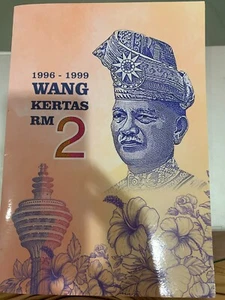 1996 - 1999
WANG
KERTAS
RM 2